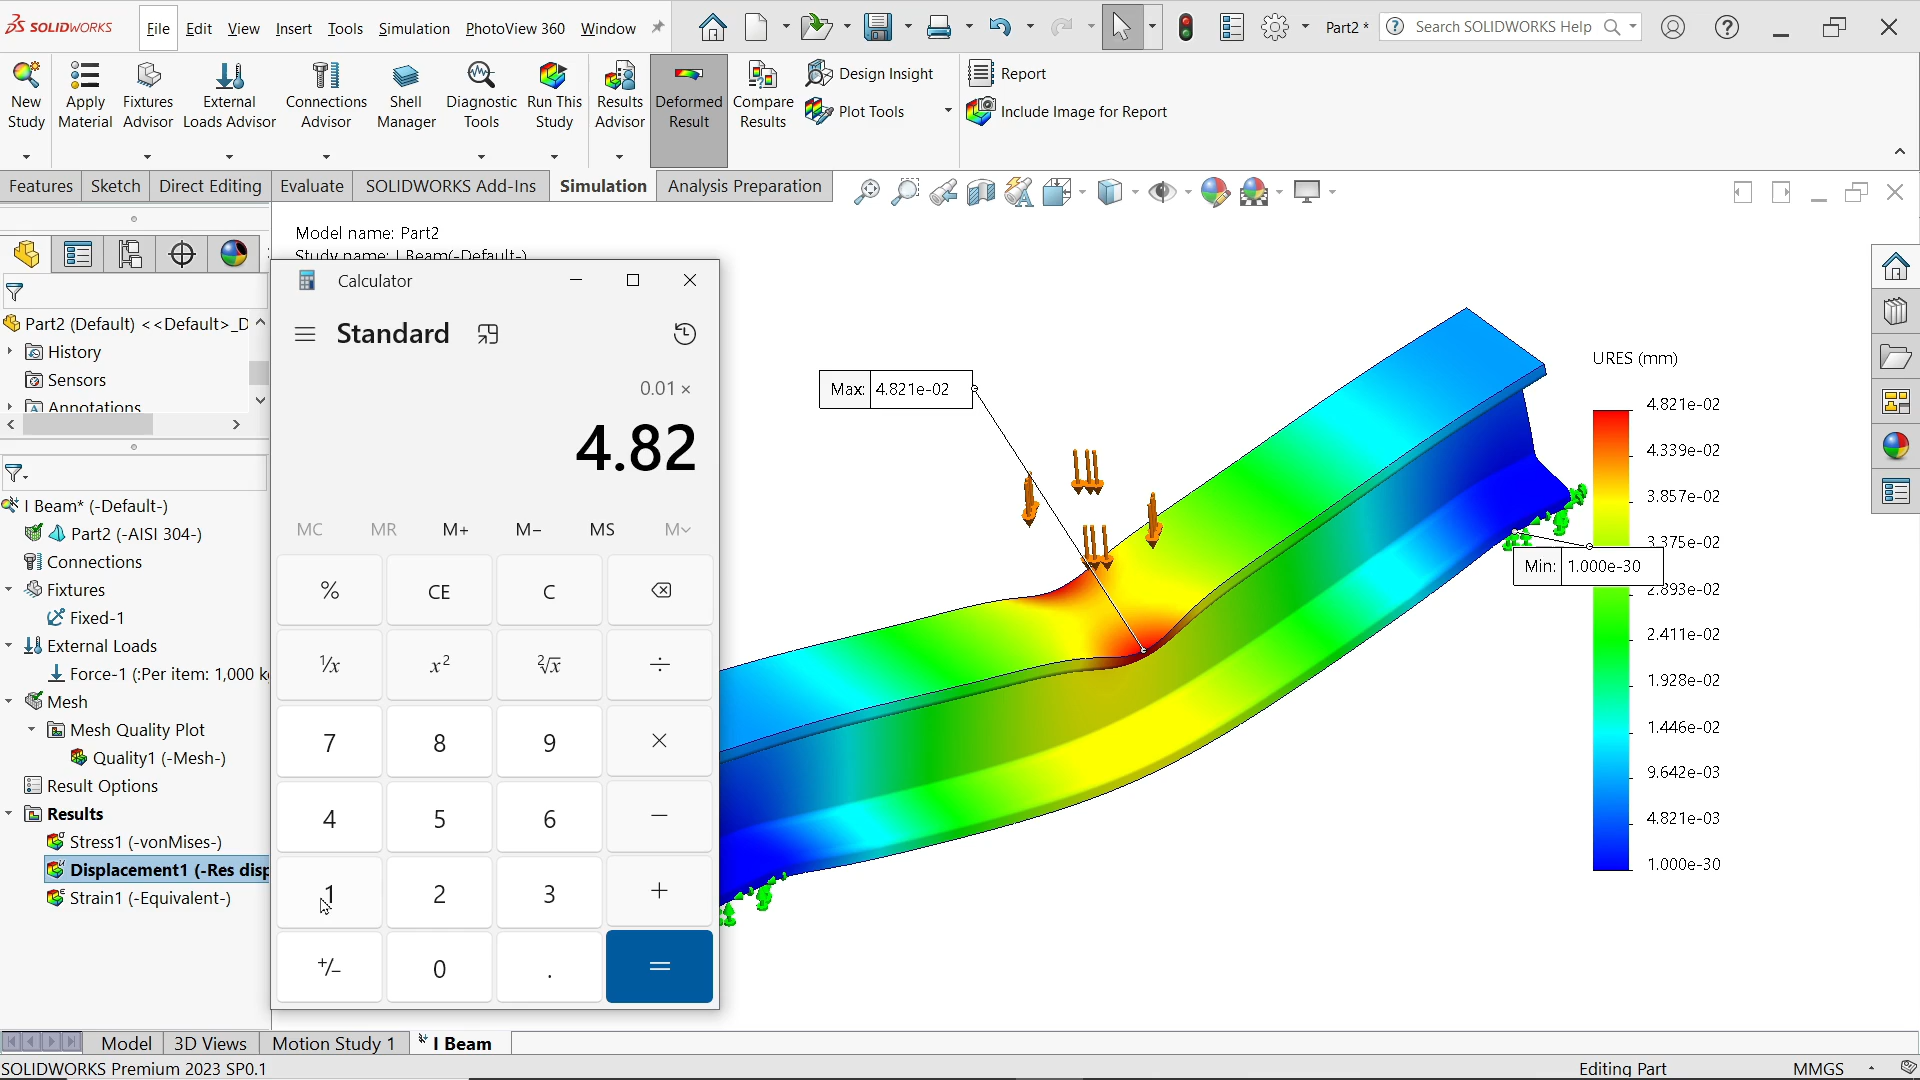 SOLIDWORKS File Edit View Insert Tools Simulation PhotoView 360 Window Part2 * Search SOLIDWORKS Help
New Study
Apply Material
Fixtures Advisor
External Loads Advisor
Connections Advisor
Shell Manager
Diagnostic Tools
Run This Study
Results Advisor
Deformed Result
Compare Results
Design Insight
Plot Tools
Report
Include Image for Report
Features Sketch Direct Editing Evaluate SOLIDWORKS Add-Ins Simulation Analysis Preparation
Model name: Part2
Study name: I Beam(-Default-)
Part2 (Default) <<Default>_D
History
Sensors
Annotations
I Beam* (-Default-)
Part2 (-AISI 304-)
Connections
Fixtures
Fixed-1
External Loads
Force-1 (:Per item: 1,000 k
Mesh
Mesh Quality Plot
Quality1 (-Mesh-)
Result Options
Results
Stress1 (-vonMises-)
Displacement1 (-Res disp
Strain1 (-Equivalent-)
Calculator
Standard
0.01 ×
4.82
MC MR M+ M− MS M
% CE C
1/x x² ²√x ÷
7 8 9 ×
4 5 6 −
1 2 3 +
+/− 0 . =
Max: 4.821e-02
Min: 1.000e-30
URES (mm)
4.821e-02
4.339e-02
3.857e-02
3.375e-02
2.893e-02
2.411e-02
1.928e-02
1.446e-02
9.642e-03
4.821e-03
1.000e-30
Model 3D Views Motion Study 1 I Beam
SOLIDWORKS Premium 2023 SP0.1 Editing Part MMGS